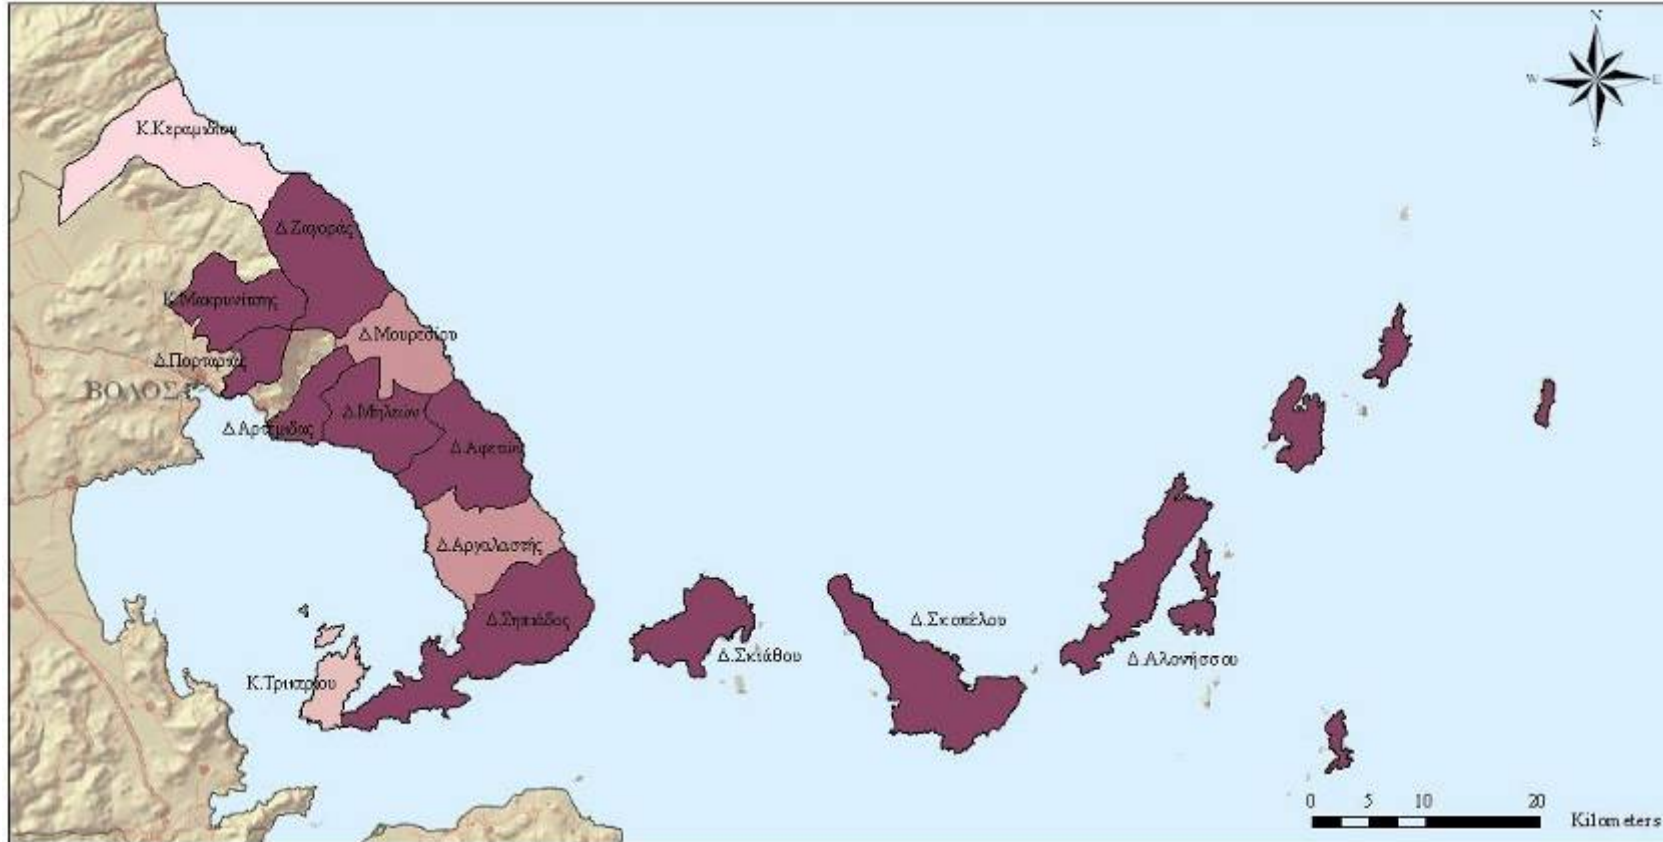 N
W E
S
Κ.Κεραμιδίου
Δ.Ζαγοράς
Κ.Μακρυνίτσης
Δ.Μουρεσίου
Δ.Πορταριάς
ΒΟΛΟΣ
Δ.Μηλεών
Δ.Αρτέμιδας
Δ.Αφετών
Δ.Αργαλαστής
Δ.Σηπιάδος
Δ.Σκοπέλου
Δ.Σκιάθου
Δ.Αλοννήσου
Κ.Τρικερίου
0 5 10 20
Kilometers